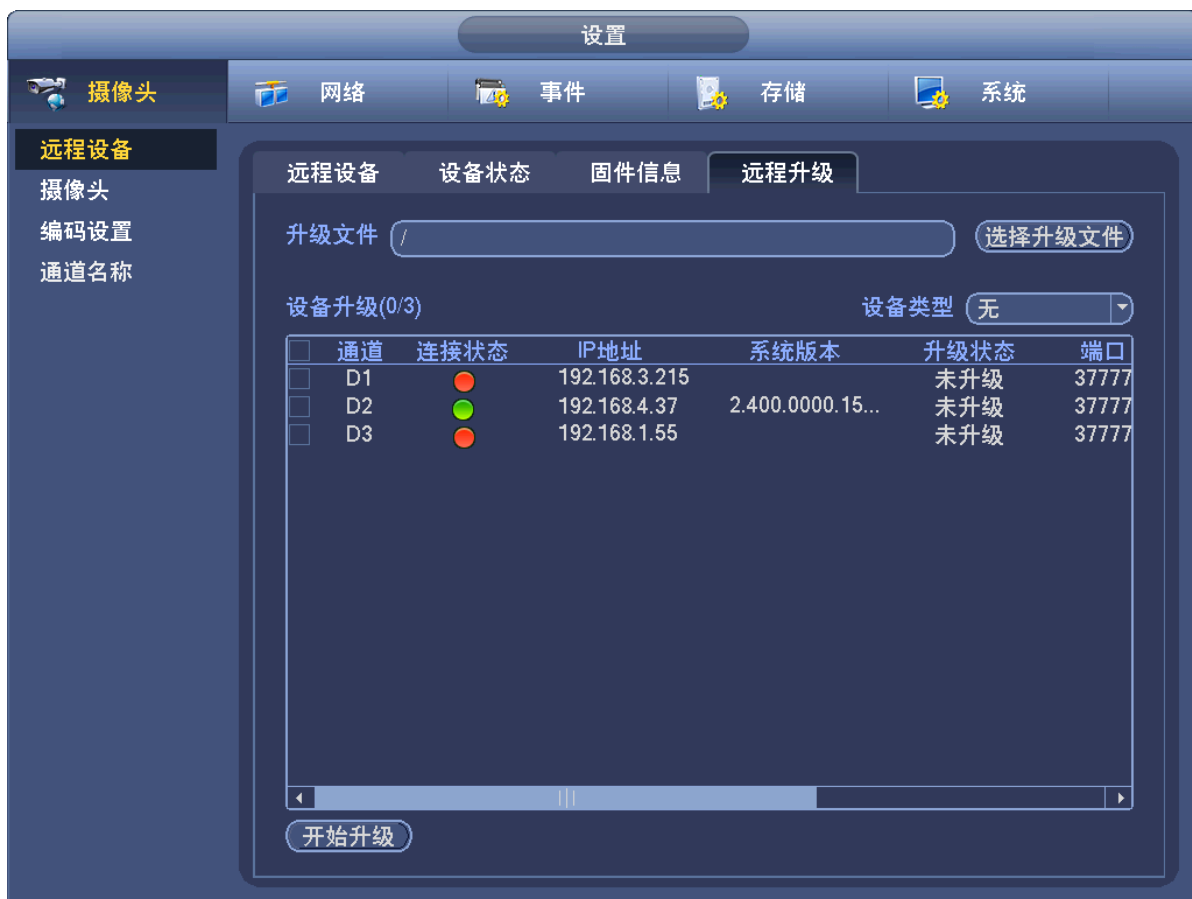 设置
摄像头 网络 事件 存储 系统
远程设备
摄像头
编码设置
通道名称
远程设备 设备状态 固件信息 远程升级
升级文件 / 选择升级文件
设备升级(0/3) 设备类型 无
通道 连接状态 IP地址 系统版本 升级状态 端口
D1 192.168.3.215 未升级 37777
D2 192.168.4.37 2.400.0000.15... 未升级 37777
D3 192.168.1.55 未升级 37777
开始升级